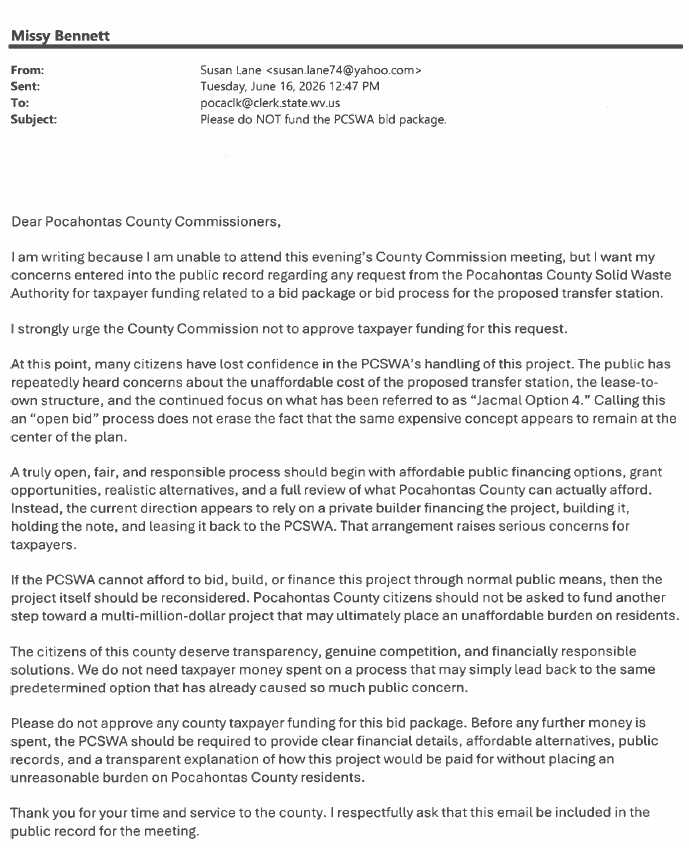 Missy Bennett
From: Susan Lane <susan.lane74@yahoo.com>
Sent: Tuesday, June 16, 2026 12:47 PM
To: pocaclk@clerk.state.wv.us
Subject: Please do NOT fund the PCSWA bid package.
Dear Pocahontas County Commissioners,
I am writing because I am unable to attend this evening's County Commission meeting, but I want my
concerns entered into the public record regarding any request from the Pocahontas County Solid Waste
Authority for taxpayer funding related to a bid package or bid process for the proposed transfer station.
I strongly urge the County Commission not to approve taxpayer funding for this request.
At this point, many citizens have lost confidence in the PCSWA's handling of this project. The public has
repeatedly heard concerns about the unaffordable cost of the proposed transfer station, the lease-to-
own structure, and the continued focus on what has been referred to as "Jacmal Option 4." Calling this
an "open bid" process does not erase the fact that the same expensive concept appears to remain at the
center of the plan.
A truly open, fair, and responsible process should begin with affordable public financing options, grant
opportunities, realistic alternatives, and a full review of what Pocahontas County can actually afford.
Instead, the current direction appears to rely on a private builder financing the project, building it,
holding the note, and leasing it back to the PCSWA. That arrangement raises serious concerns for
taxpayers.
If the PCSWA cannot afford to bid, build, or finance this project through normal public means, then the
project itself should be reconsidered. Pocahontas County citizens should not be asked to fund another
step toward a multi-million-dollar project that may ultimately place an unaffordable burden on residents.
The citizens of this county deserve transparency, genuine competition, and financially responsible
solutions. We do not need taxpayer money spent on a process that may simply lead back to the same
predetermined option that has already caused so much public concern.
Please do not approve any county taxpayer funding for this bid package. Before any further money is
spent, the PCSWA should be required to provide clear financial details, affordable alternatives, public
records, and a transparent explanation of how this project would be paid for without placing an
unreasonable burden on Pocahontas County residents.
Thank you for your time and service to the county. I respectfully ask that this email be included in the
public record for the meeting.